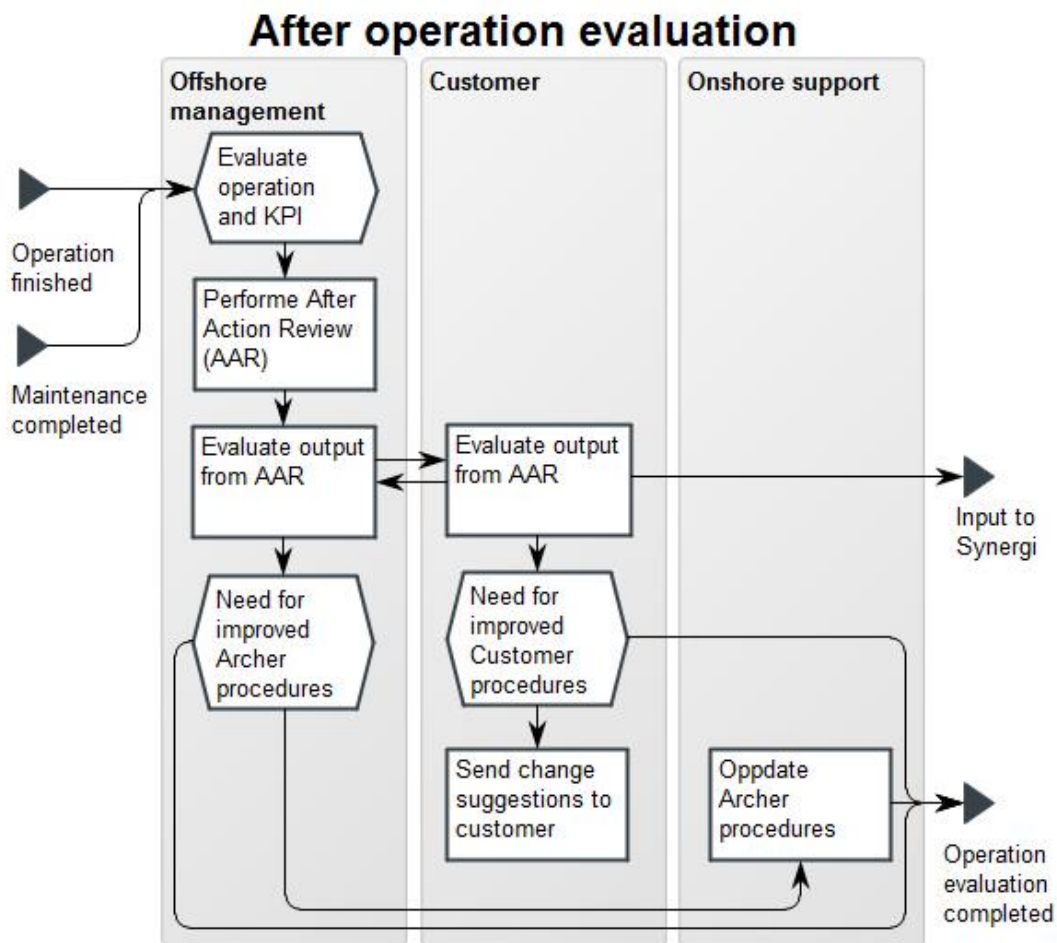 After operation evaluation
Offshore
management
Customer
Onshore support
Evaluate
operation
and KPI
Operation
finished
Performe After
Action Review
(AAR)
Maintenance
completed
Evaluate output
from AAR
Evaluate output
from AAR
Input to
Synergi
Need for
improved
Archer
procedures
Need for
improved
Customer
procedures
Send change
suggestions to
customer
Oppdate
Archer
procedures
Operation
evaluation
completed